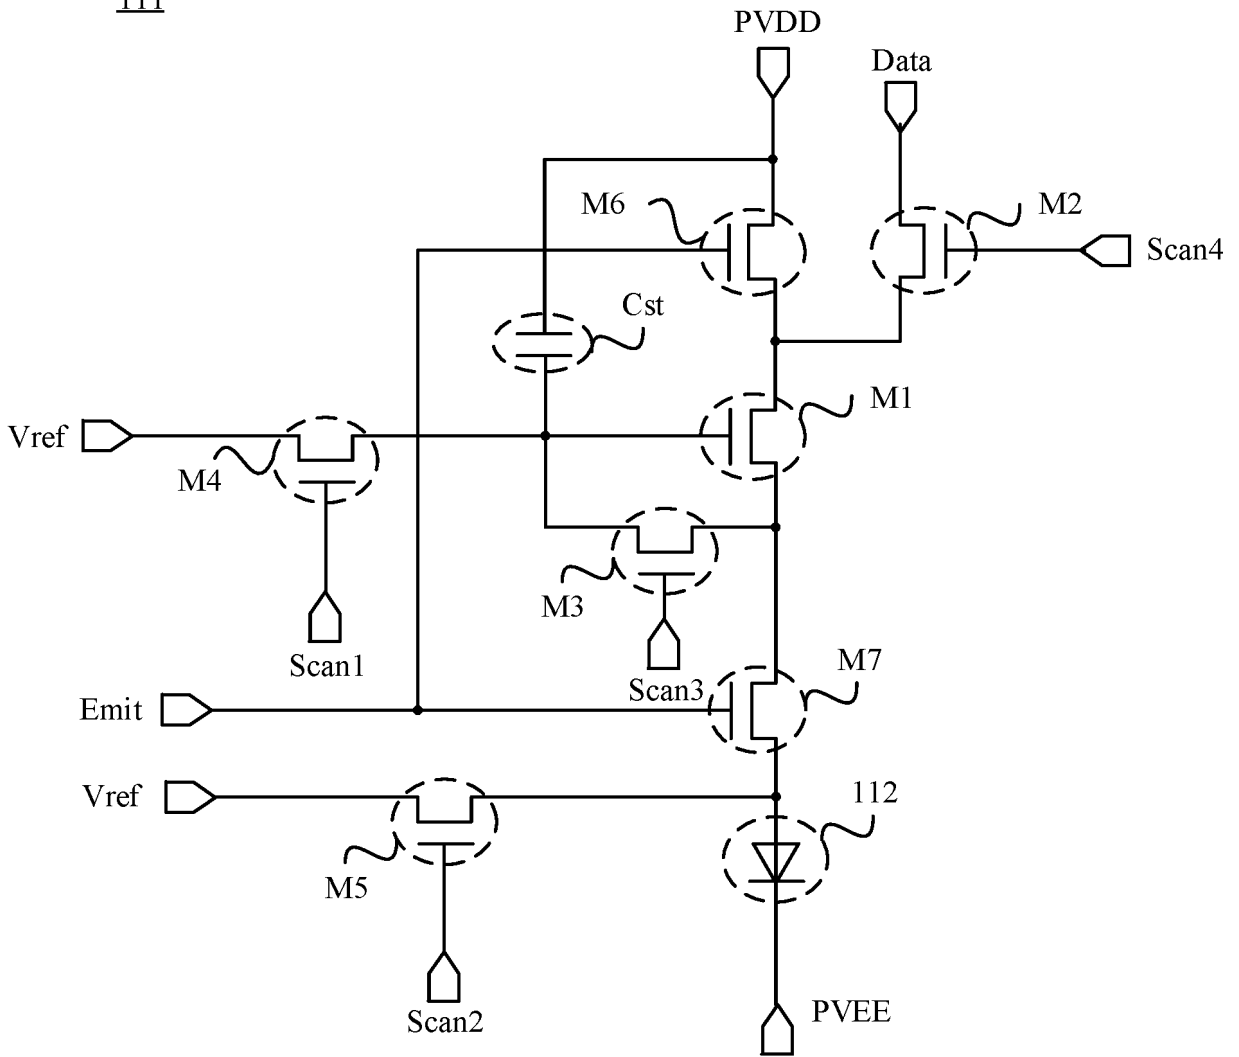 111
PVDD
Data
M6
M2
Scan4
Cst
M1
Vref
M4
M3
Scan1
Scan3
M7
Emit
Vref
112
M5
Scan2
PVEE